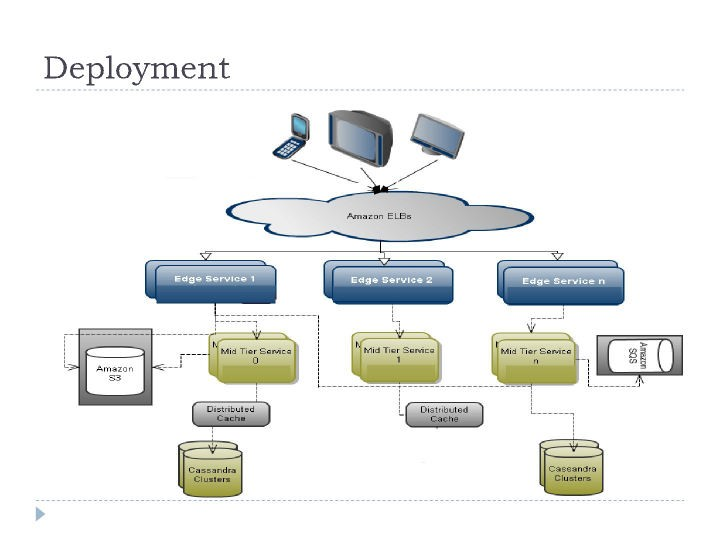 Deployment
Amazon ELBs
Edge Service 1
Edge Service 2
Edge Service n
Mid Tier Service
0
Mid Tier Service
1
Mid Tier Service
n
Amazon
S3
Amazon
SQS
Distributed
Cache
Distributed
Cache
Cassandra
Clusters
Cassandra
Clusters